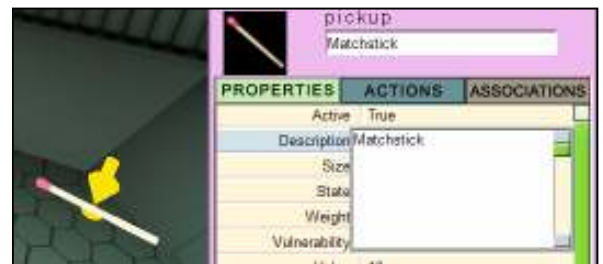 pickup
Matchstick
PROPERTIES ACTIONS ASSOCIATIONS
Active True
Description Matchstick
Size
State
Weight
Vulnerability